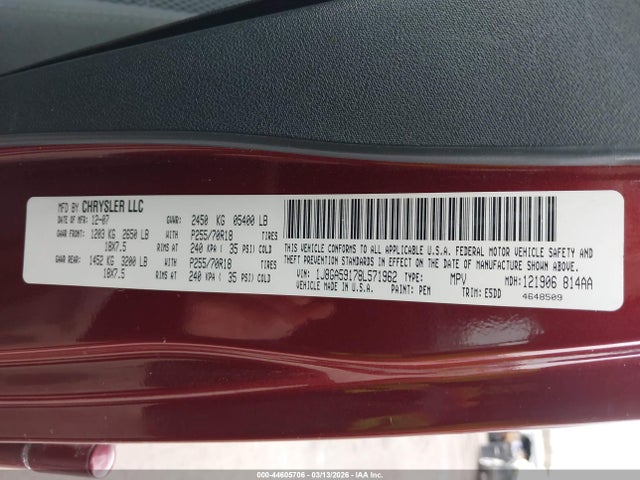 MFD BY CHRYSLER LLC
DATE OF MFG 12-07 GVWR: 2450 KG 05400 LB
GAWR FRONT: 1203 KG 2650 LB WITH P255/70R18 TIRES
18X7.5 RIMS AT 240 KPA ( 35 PSI) COLD
GAWR REAR: 1452 KG 3200 LB WITH P255/70R18 TIRES
18X7.5 RIMS AT 240 KPA ( 35 PSI) COLD
THIS VEHICLE CONFORMS TO ALL APPLICABLE U.S.A. FEDERAL MOTOR VEHICLE SAFETY AND
THEFT PREVENTION STANDARDS IN EFFECT ON THE DATE OF MANUFACTURE SHOWN ABOVE.
VIN: 1J8GA59178L571962 TYPE: MPV MDH: 121906 814AA
VEHICLE MADE IN U.S.A. PAINT: PEM TRIM: E5DD 4648509
000-44605706 | 03/13/2026 | IAA Inc.